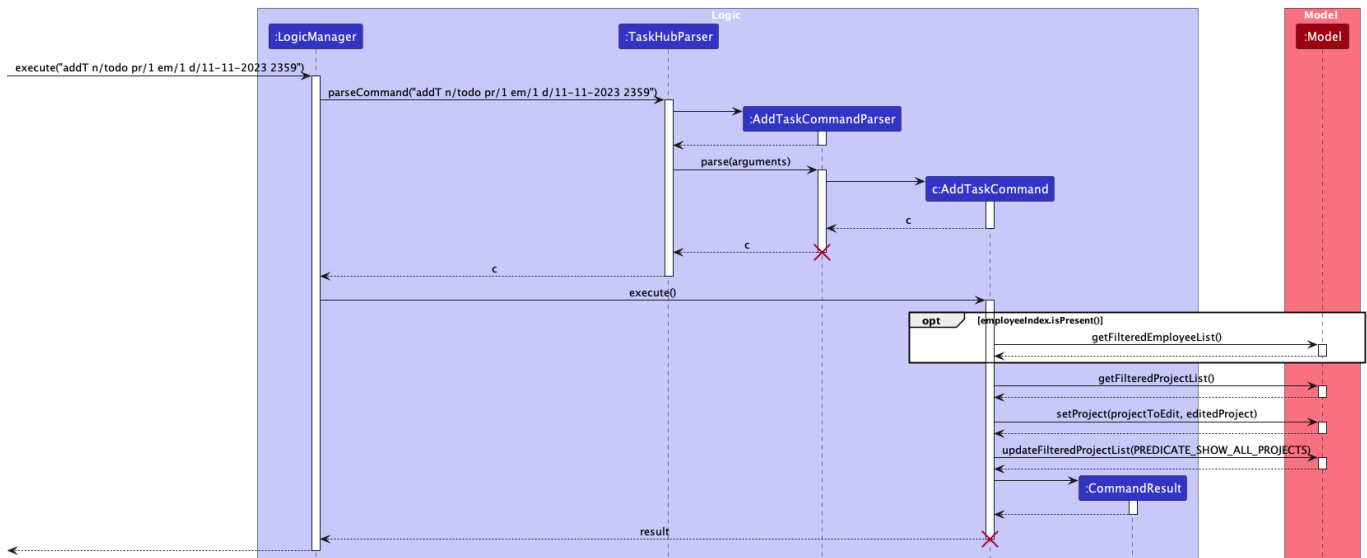 Logic
Model
:LogicManager
:TaskHubParser
:Model
execute("addT n/todo pr/1 em/1 d/11-11-2023 2359")
parseCommand("addT n/todo pr/1 em/1 d/11-11-2023 2359")
:AddTaskCommandParser
parse(arguments)
c:AddTaskCommand
c
c
c
execute()
opt
[employeeIndex.isPresent()]
getFilteredEmployeeList()
getFilteredProjectList()
setProject(projectToEdit, editedProject)
updateFilteredProjectList(PREDICATE_SHOW_ALL_PROJECTS)
:CommandResult
result